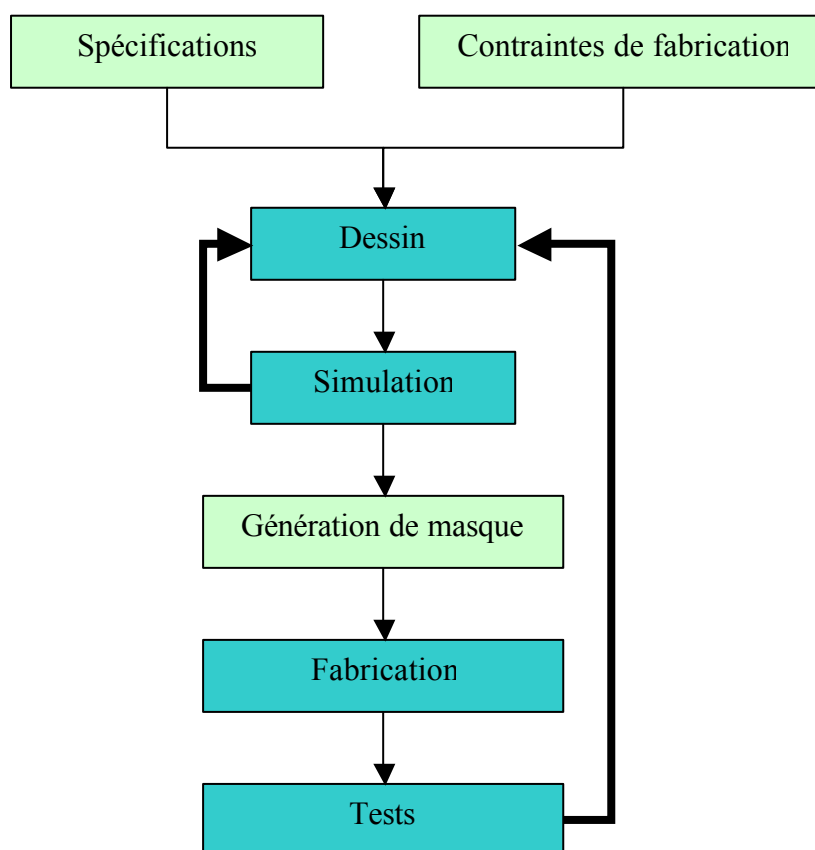 Spécifications
Contraintes de fabrication
Dessin
Simulation
Génération de masque
Fabrication
Tests